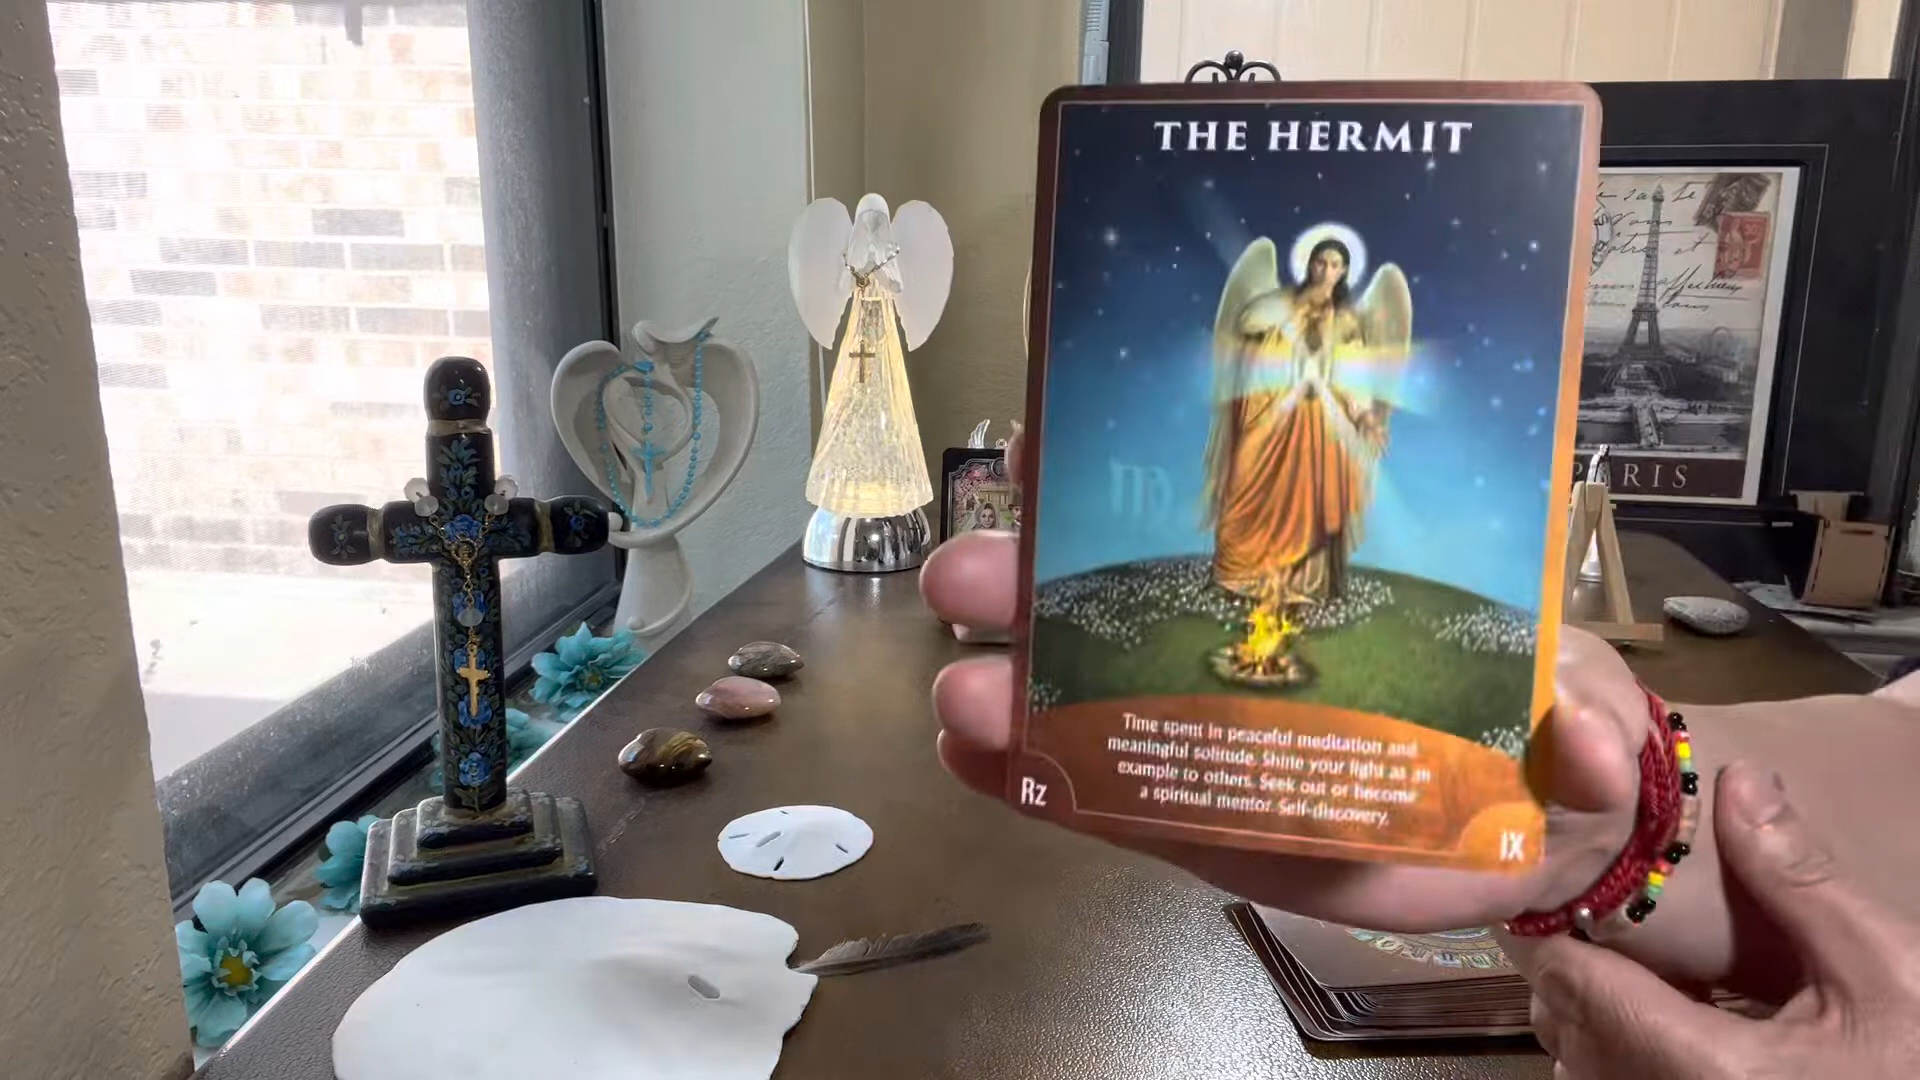 THE HERMIT
Time spent in peaceful meditation and
meaningful solitude. Shine your light as an
example to others. Seek out or become
a spiritual mentor. Self-discovery.
Rz
IX
PARIS